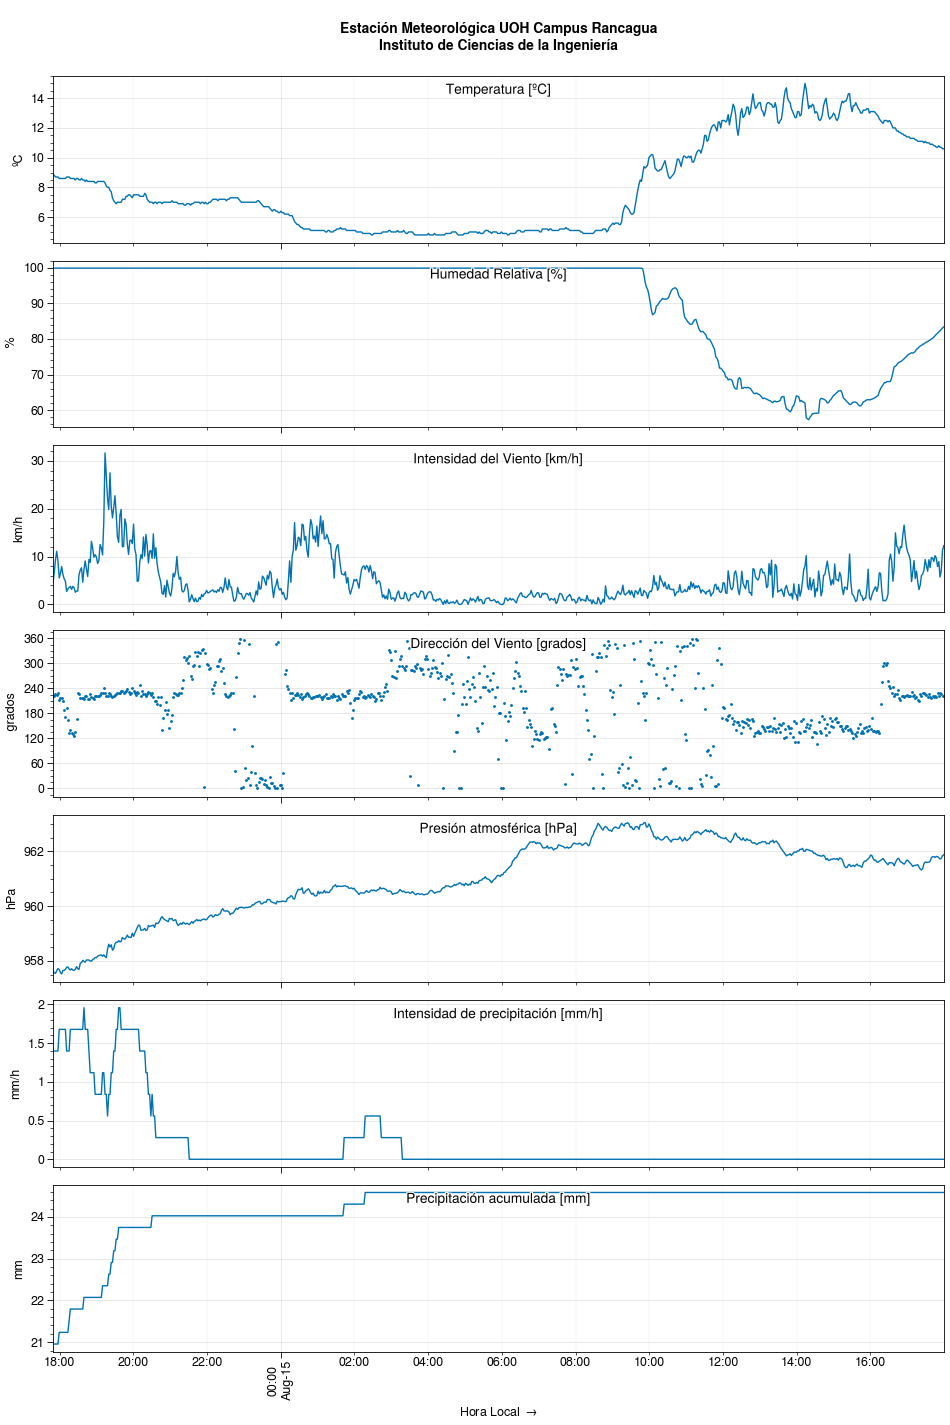 Estación Meteorológica UOH Campus Rancagua
Instituto de Ciencias de la Ingeniería
Temperatura [ºC]
ºC
14
12
10
8
6
Humedad Relativa [%]
%
100
90
80
70
60
Intensidad del Viento [km/h]
km/h
30
20
10
0
Dirección del Viento [grados]
grados
360
300
240
180
120
60
0
Presión atmosférica [hPa]
hPa
962
960
958
Intensidad de precipitación [mm/h]
mm/h
2
1.5
1
0.5
0
Precipitación acumulada [mm]
mm
24
23
22
21
18:00 20:00 22:00 00:00 02:00 04:00 06:00 08:00 10:00 12:00 14:00 16:00
Aug-15
Hora Local →